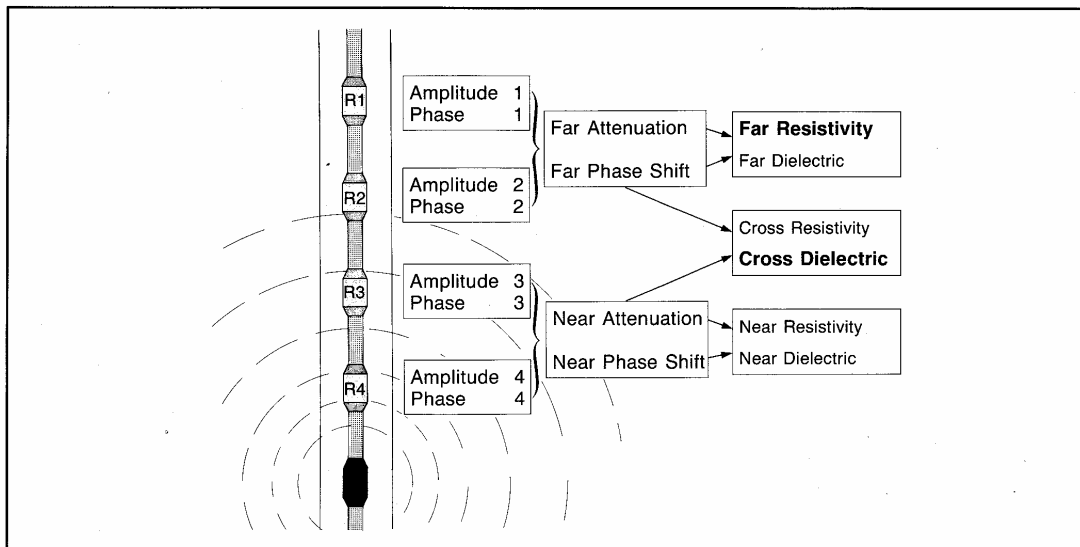 R1
Amplitude 1
Phase 1
R2
Amplitude 2
Phase 2
Far Attenuation
Far Phase Shift
Far Resistivity
Far Dielectric
Cross Resistivity
Cross Dielectric
R3
Amplitude 3
Phase 3
R4
Amplitude 4
Phase 4
Near Attenuation
Near Phase Shift
Near Resistivity
Near Dielectric